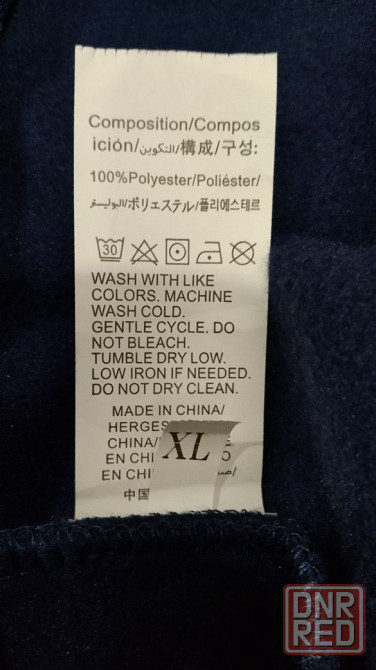 Composition/Compos
ición/التكوين/構成/구성:
100%Polyester/Poliéster/
البوليستر/ポリエステル/폴리에스테르
30
WASH WITH LIKE
COLORS. MACHINE
WASH COLD.
GENTLE CYCLE. DO
NOT BLEACH.
TUMBLE DRY LOW.
LOW IRON IF NEEDED.
DO NOT DRY CLEAN.
MADE IN CHINA/
HERGES
CHINA/
EN CHI
EN CHI
中国
XL
DNR
RED